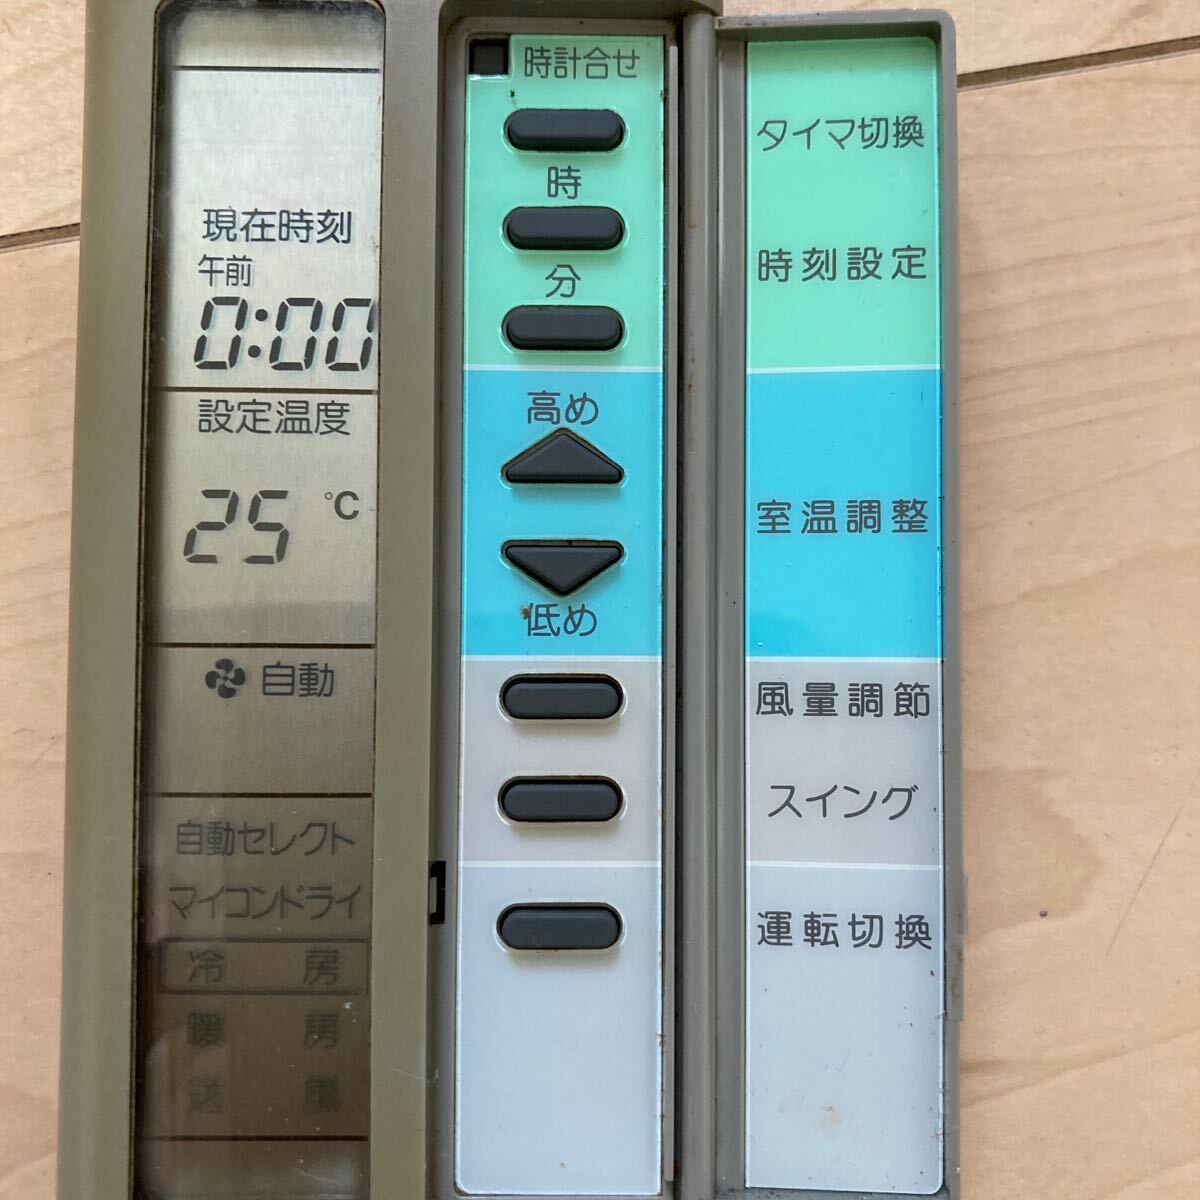 現在時刻
午前
0:00
設定温度
25 ℃
自動
自動セレクト
マイコンドライ
冷 房
暖 房
送 風
時計合せ
時
分
高め
低め
タイマ切換
時刻設定
室温調整
風量調節
スイング
運転切換